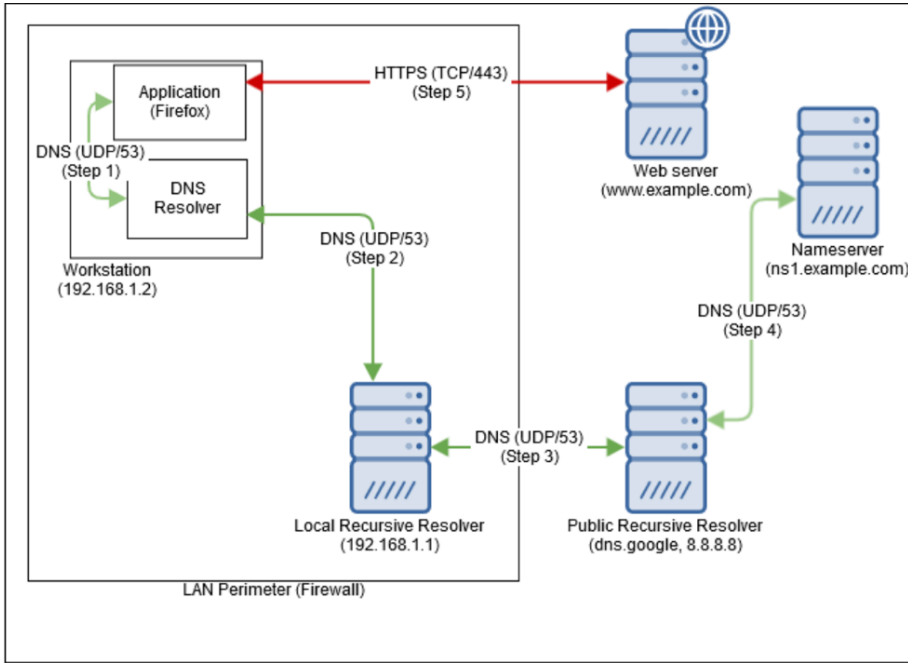 Application
(Firefox)
HTTPS (TCP/443)
(Step 5)
DNS (UDP/53)
(Step 1)
DNS
Resolver
Workstation
(192.168.1.2)
DNS (UDP/53)
(Step 2)
Web server
(www.example.com)
Nameserver
(ns1.example.com)
DNS (UDP/53)
(Step 4)
DNS (UDP/53)
(Step 3)
Local Recursive Resolver
(192.168.1.1)
Public Recursive Resolver
(dns.google, 8.8.8.8)
LAN Perimeter (Firewall)